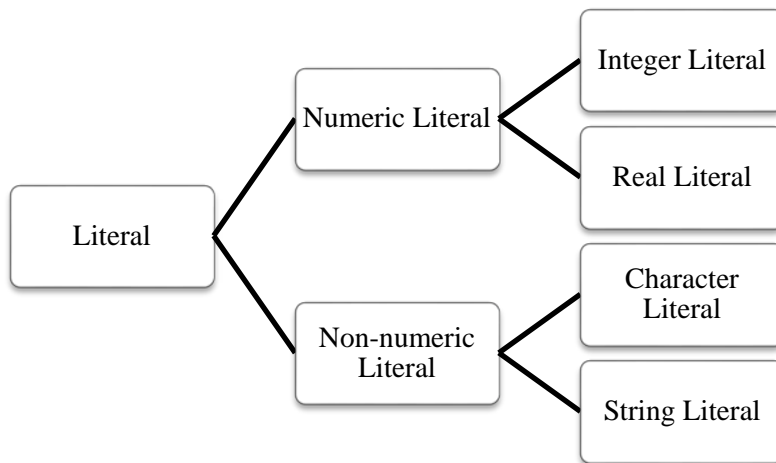 Literal
Numeric Literal
Integer Literal
Real Literal
Non-numeric
Literal
Character
Literal
String Literal